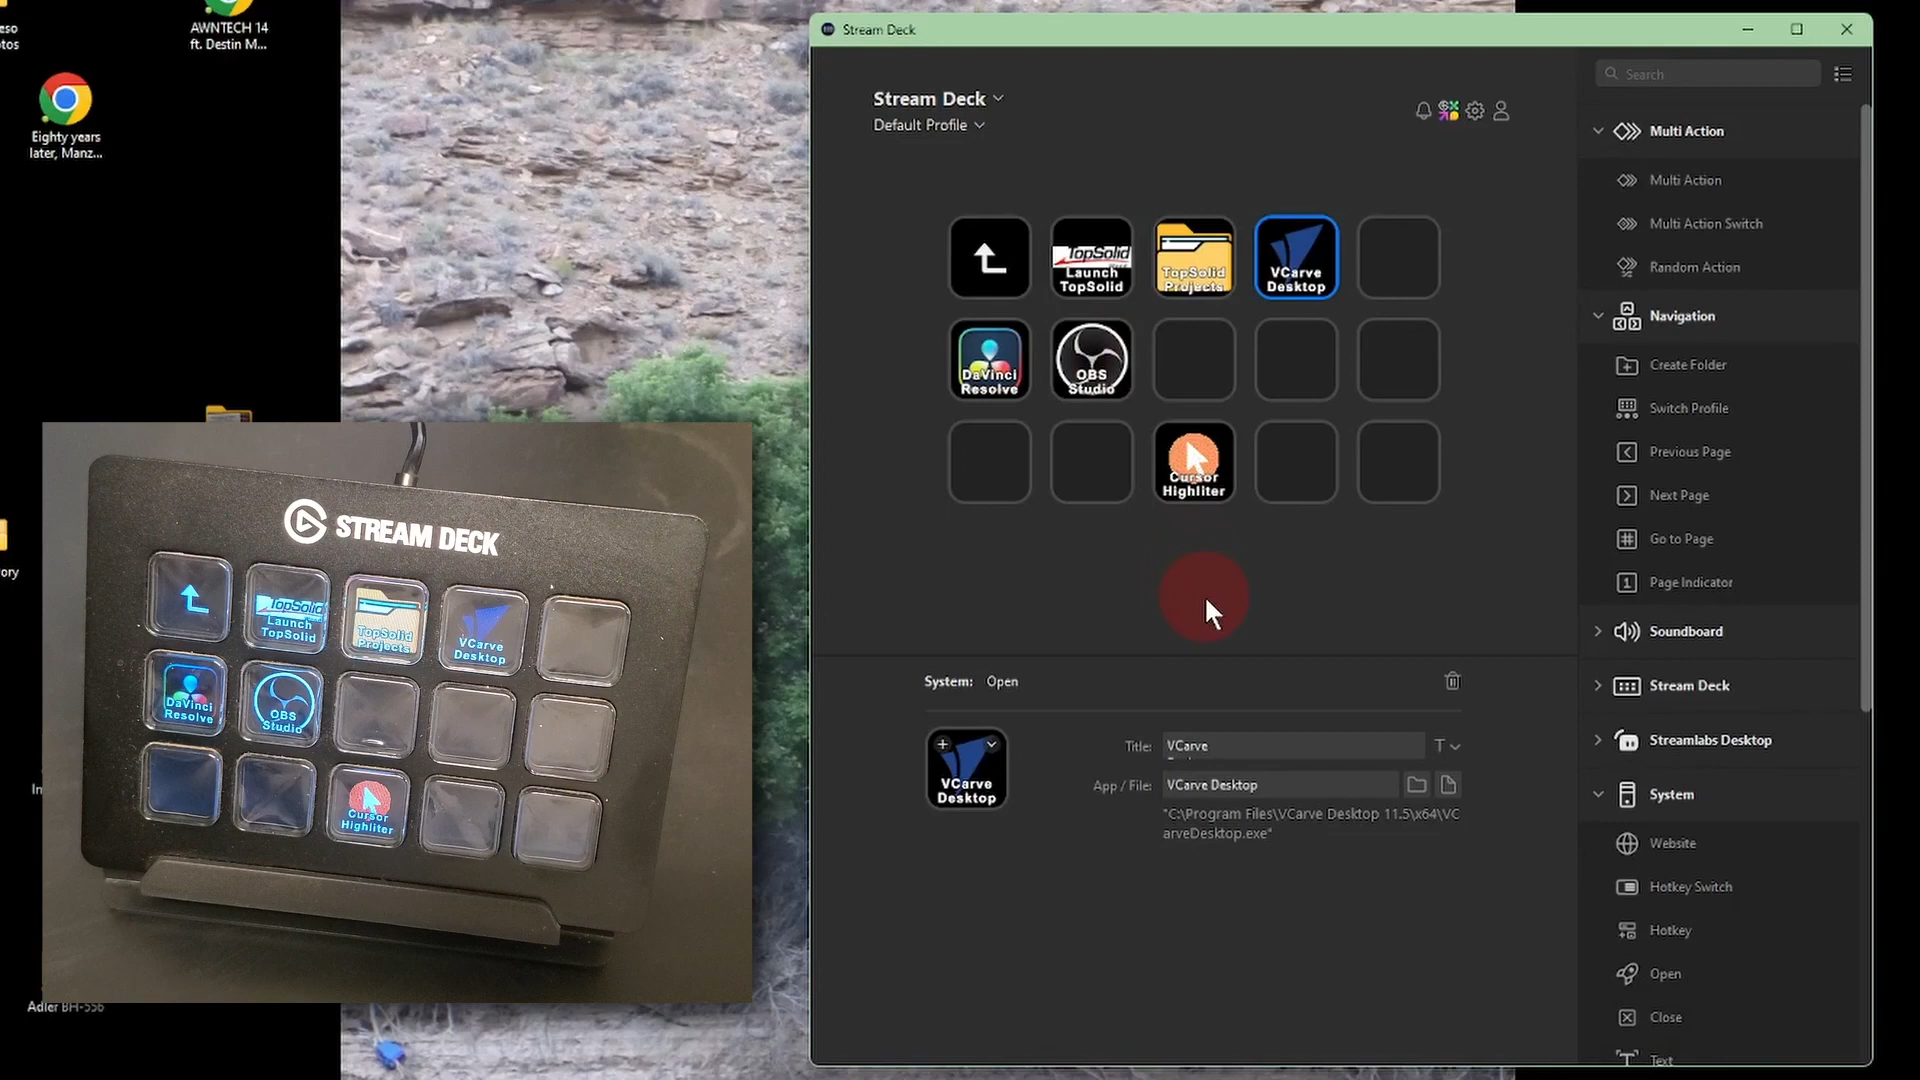 eso
tos
AWNTECH 14
ft. Destin M...
Eighty years
later, Manz...
ory
In
Adler BH-556
STREAM DECK
TopSolid
Launch
TopSolid
TopSolid
Projects
VCarve
Desktop
DaVinci
Resolve
OBS
Studio
Cursor
Highliter
Stream Deck
Stream Deck
Default Profile
TopSolid
Launch
TopSolid
TopSolid
Projects
VCarve
Desktop
DaVinci
Resolve
OBS
Studio
Cursor
Highliter
System: Open
VCarve
Desktop
Title: VCarve
T
App / File: VCarve Desktop
"C:\Program Files\VCarve Desktop 11.5\x64\VC
arveDesktop.exe"
Search
Multi Action
Multi Action
Multi Action Switch
Random Action
Navigation
Create Folder
Switch Profile
Previous Page
Next Page
Go to Page
Page Indicator
Soundboard
Stream Deck
Streamlabs Desktop
System
Website
Hotkey Switch
Hotkey
Open
Close
Text